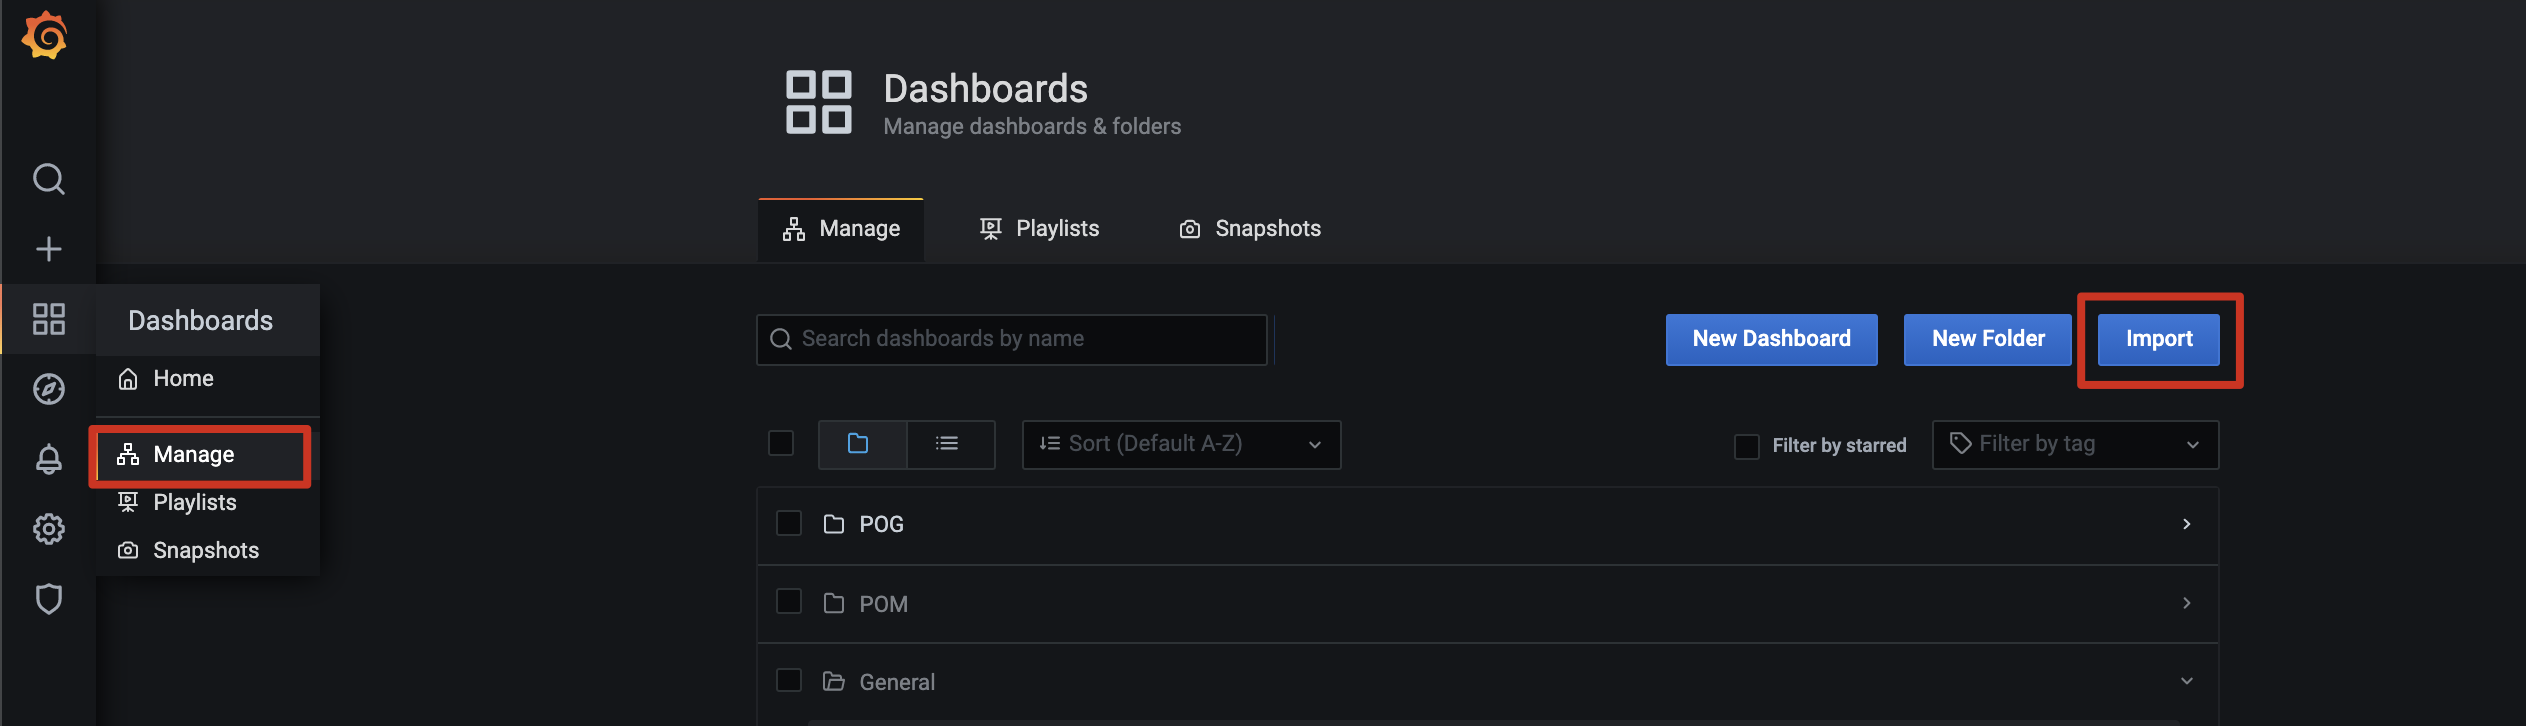 Dashboards
Manage dashboards & folders
Manage
Playlists
Snapshots
Dashboards
Home
Manage
Playlists
Snapshots
Search dashboards by name
New Dashboard
New Folder
Import
Sort (Default A-Z)
Filter by starred
Filter by tag
POG
POM
General